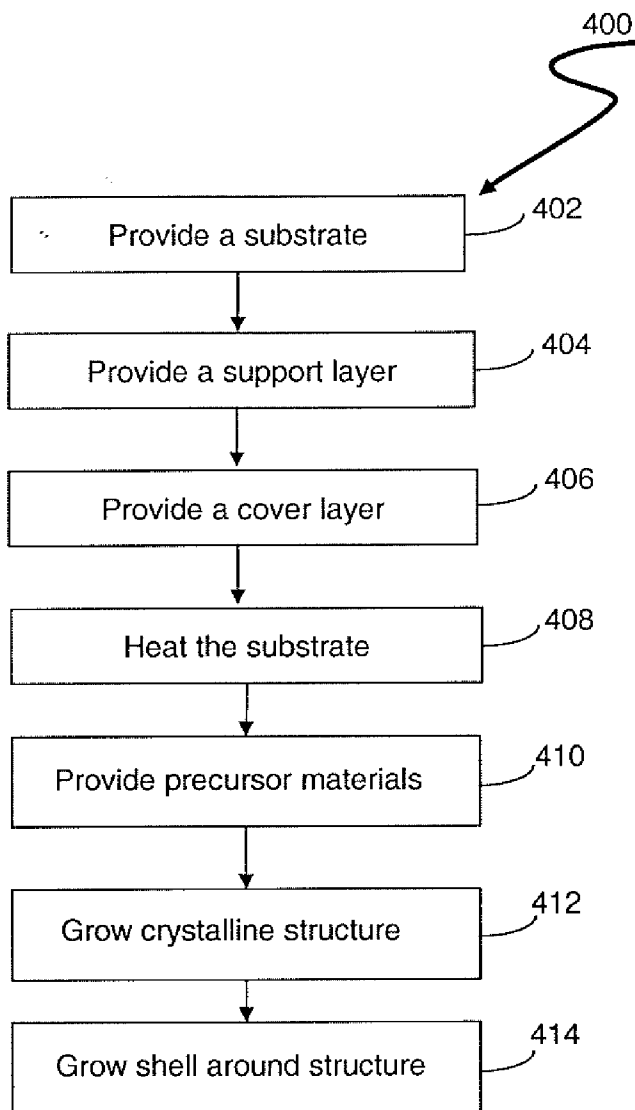 400
Provide a substrate
402
Provide a support layer
404
Provide a cover layer
406
Heat the substrate
408
Provide precursor materials
410
Grow crystalline structure
412
Grow shell around structure
414